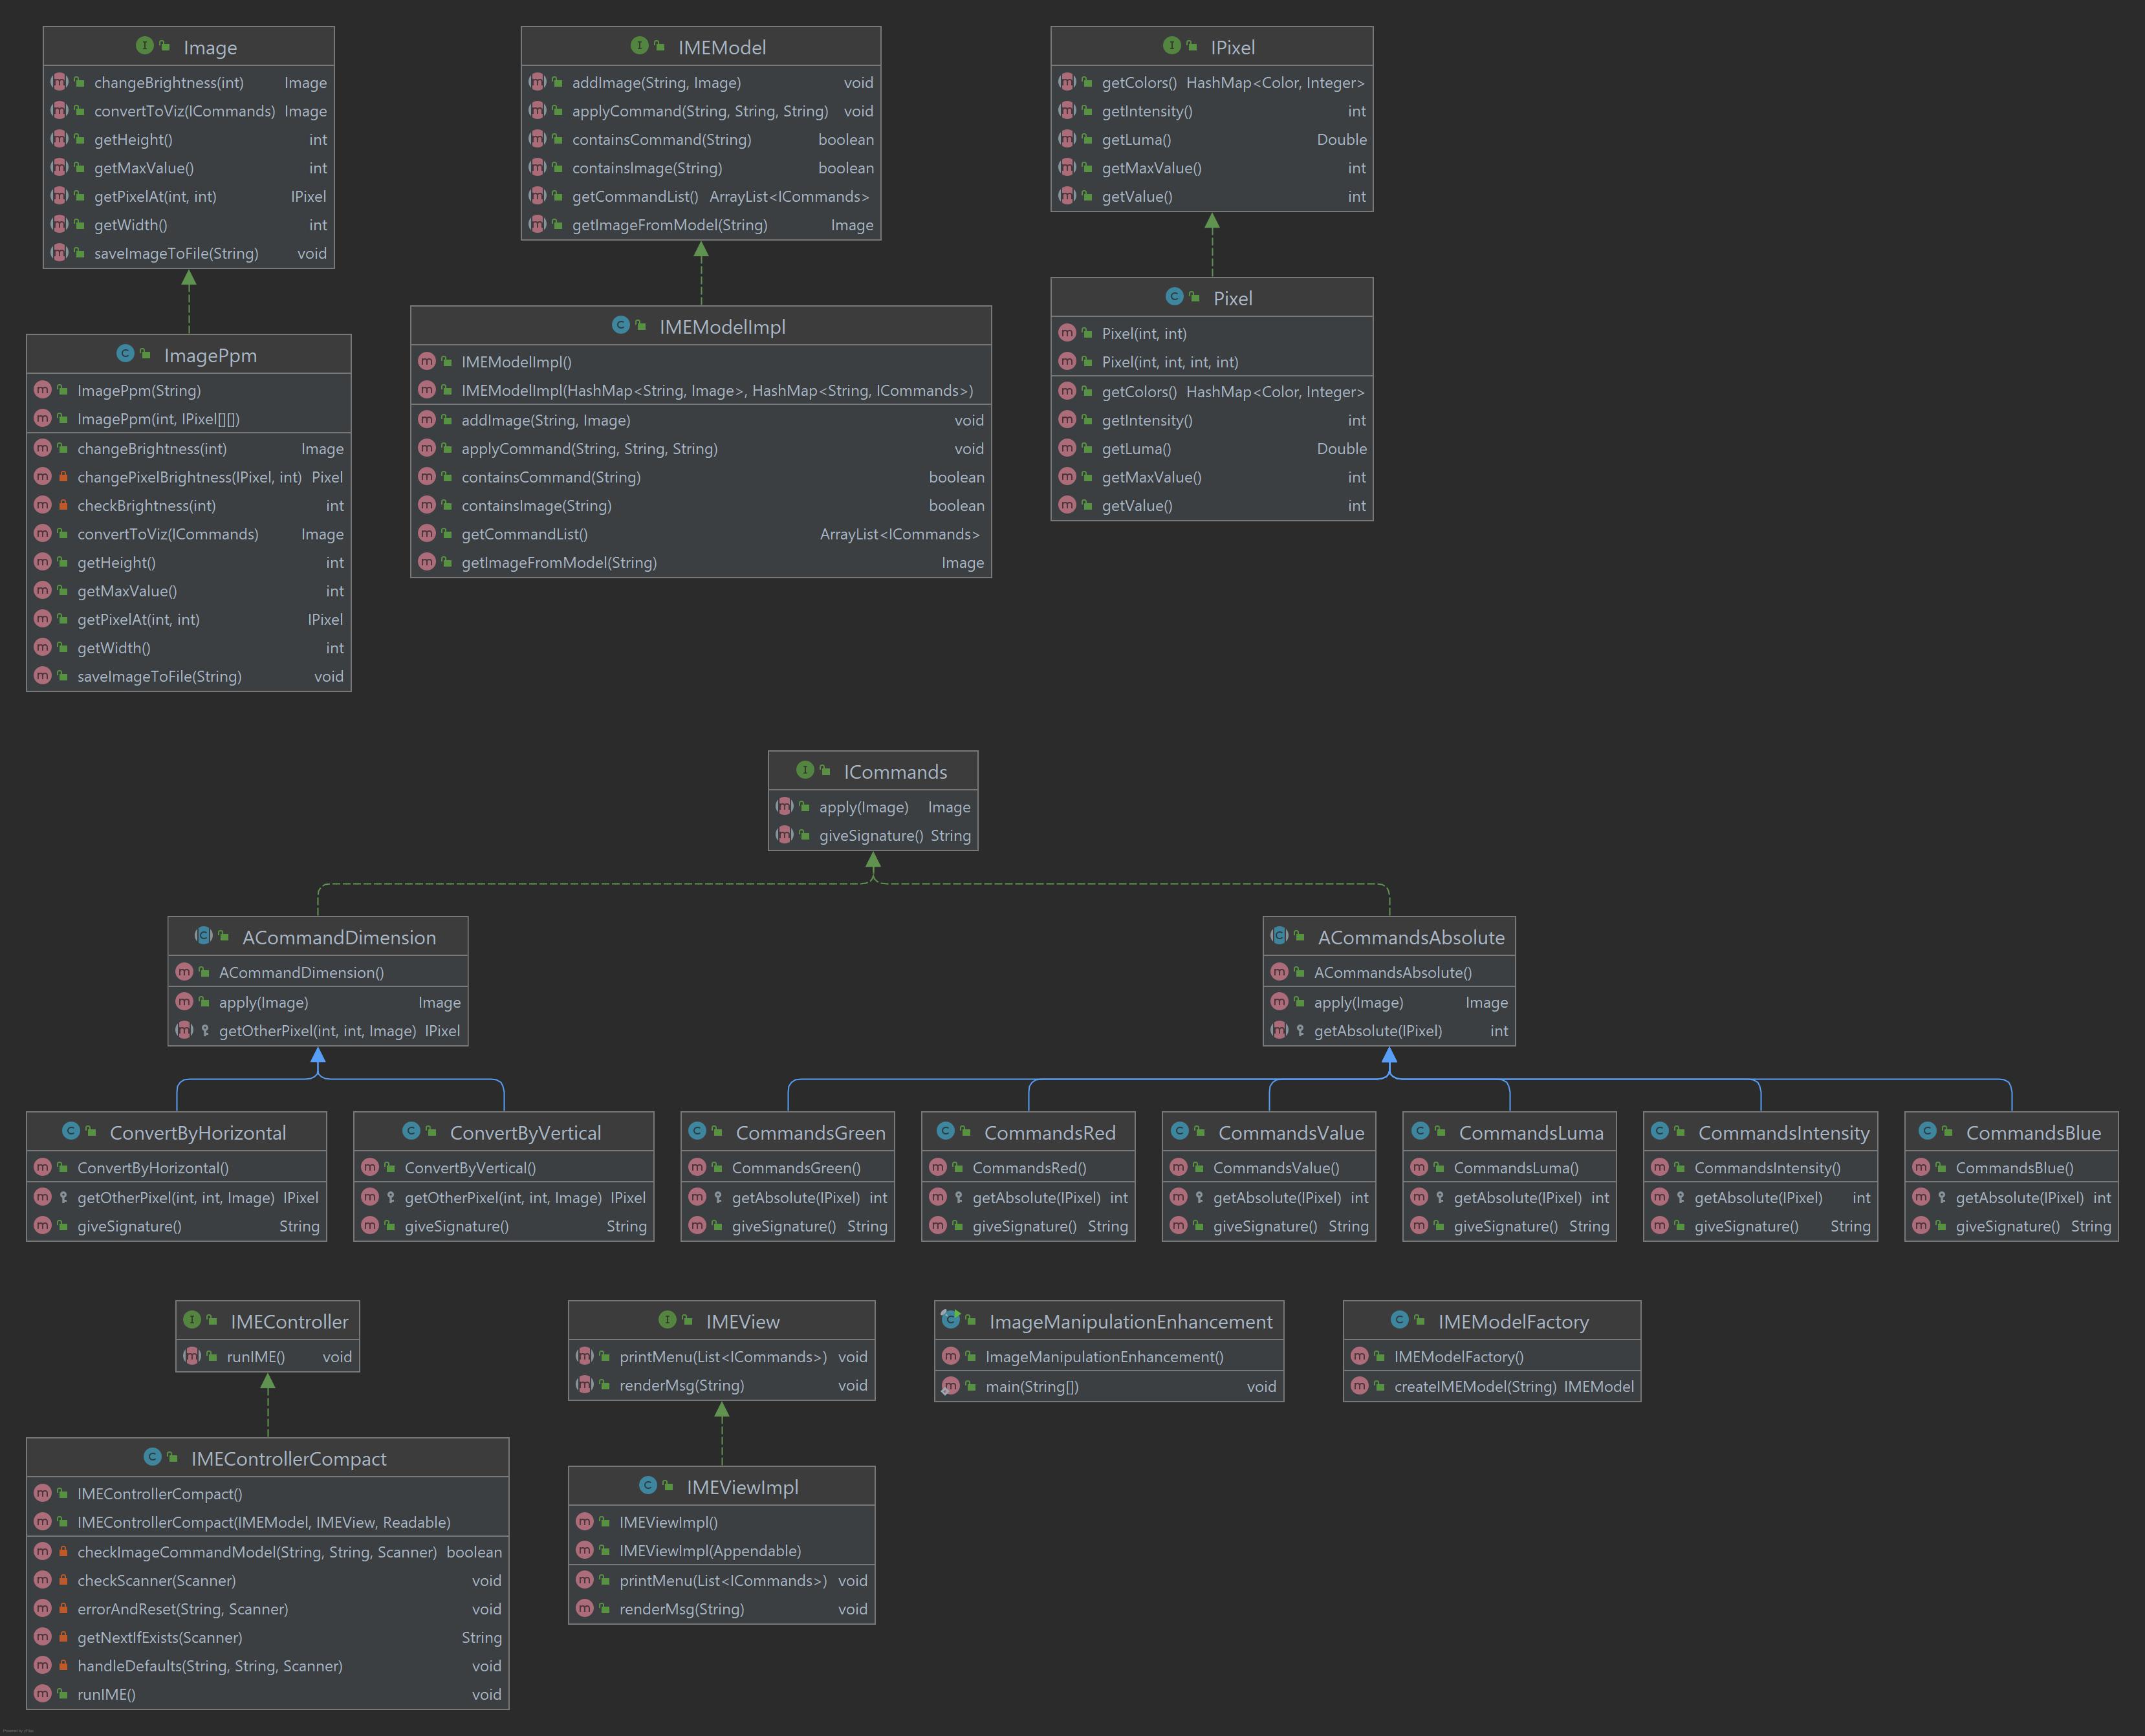 Image
changeBrightness(int) Image
convertToViz(ICommands) Image
getHeight() int
getMaxValue() int
getPixelAt(int, int) IPixel
getWidth() int
saveImageToFile(String) void
IMEModel
addImage(String, Image) void
applyCommand(String, String, String) void
containsCommand(String) boolean
containsImage(String) boolean
getCommandList() ArrayList<ICommands>
getImageFromModel(String) Image
IPixel
getColors() HashMap<Color, Integer>
getIntensity() int
getLuma() Double
getMaxValue() int
getValue() int
ImagePpm
ImagePpm(String)
ImagePpm(int, IPixel[][])
changeBrightness(int) Image
changePixelBrightness(IPixel, int) Pixel
checkBrightness(int) int
convertToViz(ICommands) Image
getHeight() int
getMaxValue() int
getPixelAt(int, int) IPixel
getWidth() int
saveImageToFile(String) void
IMEModelImpl
IMEModelImpl()
IMEModelImpl(HashMap<String, Image>, HashMap<String, ICommands>)
addImage(String, Image) void
applyCommand(String, String, String) void
containsCommand(String) boolean
containsImage(String) boolean
getCommandList() ArrayList<ICommands>
getImageFromModel(String) Image
Pixel
Pixel(int, int)
Pixel(int, int, int, int)
getColors() HashMap<Color, Integer>
getIntensity() int
getLuma() Double
getMaxValue() int
getValue() int
ICommands
apply(Image) Image
giveSignature() String
ACommandDimension
ACommandDimension()
apply(Image) Image
getOtherPixel(int, int, Image) IPixel
ACommandsAbsolute
ACommandsAbsolute()
apply(Image) Image
getAbsolute(IPixel) int
ConvertByHorizontal
ConvertByHorizontal()
getOtherPixel(int, int, Image) IPixel
giveSignature() String
ConvertByVertical
ConvertByVertical()
getOtherPixel(int, int, Image) IPixel
giveSignature() String
CommandsGreen
CommandsGreen()
getAbsolute(IPixel) int
giveSignature() String
CommandsRed
CommandsRed()
getAbsolute(IPixel) int
giveSignature() String
CommandsValue
CommandsValue()
getAbsolute(IPixel) int
giveSignature() String
CommandsLuma
CommandsLuma()
getAbsolute(IPixel) int
giveSignature() String
CommandsIntensity
CommandsIntensity()
getAbsolute(IPixel) int
giveSignature() String
CommandsBlue
CommandsBlue()
getAbsolute(IPixel) int
giveSignature() String
IMEController
runIME() void
IMEView
printMenu(List<ICommands>) void
renderMsg(String) void
ImageManipulationEnhancement
ImageManipulationEnhancement()
main(String[]) void
IMEModelFactory
IMEModelFactory()
createIMEModel(String) IMEModel
IMEControllerCompact
IMEControllerCompact()
IMEControllerCompact(IMEModel, IMEView, Readable)
checkImageCommandModel(String, String, Scanner) boolean
checkScanner(Scanner) void
errorAndReset(String, Scanner) void
getNextIfExists(Scanner) String
handleDefaults(String, String, Scanner) void
runIME() void
IMEViewImpl
IMEViewImpl()
IMEViewImpl(Appendable)
printMenu(List<ICommands>) void
renderMsg(String) void